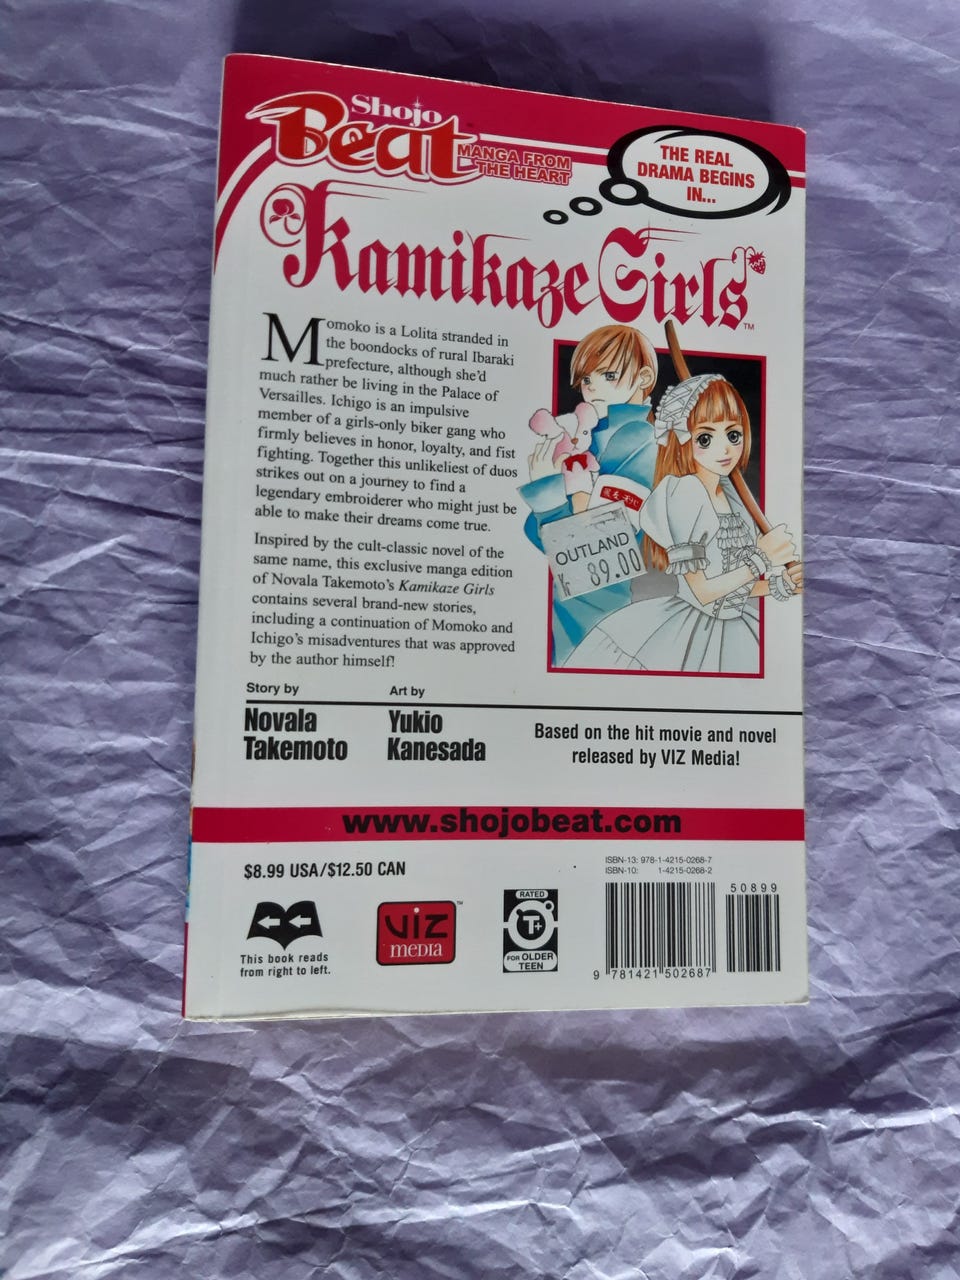 Shojo
Beat
MANGA FROM
THE HEART
THE REAL
DRAMA BEGINS
IN...
Kamikaze Girls™
Momoko is a Lolita stranded in
the boondocks of rural Ibaraki
prefecture, although she'd
much rather be living in the Palace of
Versailles. Ichigo is an impulsive
member of a girls-only biker gang who
firmly believes in honor, loyalty, and fist
fighting. Together this unlikeliest of duos
strikes out on a journey to find a
legendary embroiderer who might just be
able to make their dreams come true.
Inspired by the cult-classic novel of the
same name, this exclusive manga edition
of Novala Takemoto's Kamikaze Girls
contains several brand-new stories,
including a continuation of Momoko and
Ichigo's misadventures that was approved
by the author himself!
OUTLAND
Kr 89.00
Story by
Novala
Takemoto
Art by
Yukio
Kanesada
Based on the hit movie and novel
released by VIZ Media!
www.shojobeat.com
$8.99 USA/$12.50 CAN
This book reads
from right to left.
VIZ
media
™
RATED
T+
FOR OLDER
TEEN
ISBN-13: 978-1-4215-0268-7
ISBN-10: 1-4215-0268-2
50899
9 781421 502687